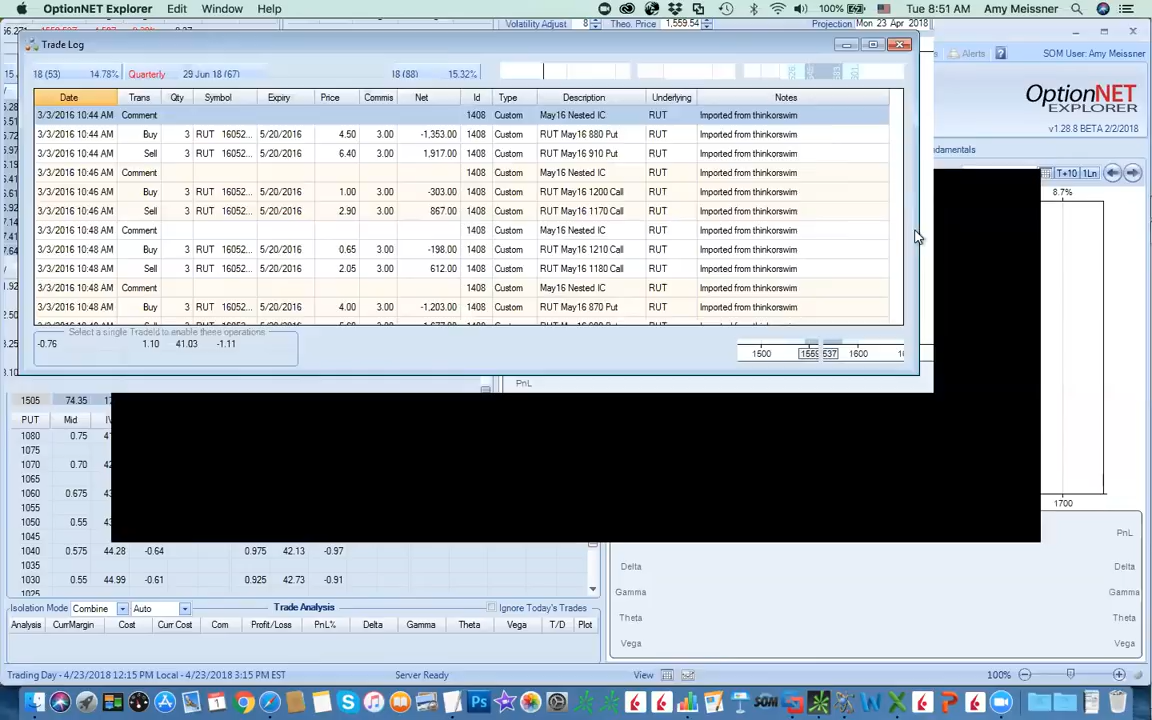 OptionNET Explorer Edit Window Help 100% Tue 8:51 AM Amy Meissner
Volatility Adjust 8 Theo. Price 1,559.54 Projection Mon 23 Apr 2018
Trade Log
Alerts SOM User: Amy Meissner
18 (53) 14.78% Quarterly 29 Jun 18 (67) 18 (88) 15.32%
OptionNET
EXPLORER
v1.28.8 BETA 2/2/2018
Date Trans Qty Symbol Expiry Price Commis Net Id Type Description Underlying Notes
3/3/2016 10:44 AM Comment 1408 Custom May16 Nested IC RUT Imported from thinkorswim
3/3/2016 10:44 AM Buy 3 RUT 16052... 5/20/2016 4.50 3.00 -1,353.00 1408 Custom RUT May16 880 Put RUT Imported from thinkorswim
3/3/2016 10:44 AM Sell 3 RUT 16052... 5/20/2016 6.40 3.00 1,917.00 1408 Custom RUT May16 910 Put RUT Imported from thinkorswim
3/3/2016 10:46 AM Comment 1408 Custom May16 Nested IC RUT Imported from thinkorswim
3/3/2016 10:46 AM Buy 3 RUT 16052... 5/20/2016 1.00 3.00 -303.00 1408 Custom RUT May16 1200 Call RUT Imported from thinkorswim
3/3/2016 10:46 AM Sell 3 RUT 16052... 5/20/2016 2.90 3.00 867.00 1408 Custom RUT May16 1170 Call RUT Imported from thinkorswim
3/3/2016 10:48 AM Comment 1408 Custom May16 Nested IC RUT Imported from thinkorswim
3/3/2016 10:48 AM Buy 3 RUT 16052... 5/20/2016 0.65 3.00 -198.00 1408 Custom RUT May16 1210 Call RUT Imported from thinkorswim
3/3/2016 10:48 AM Sell 3 RUT 16052... 5/20/2016 2.05 3.00 612.00 1408 Custom RUT May16 1180 Call RUT Imported from thinkorswim
3/3/2016 10:48 AM Comment 1408 Custom May16 Nested IC RUT Imported from thinkorswim
3/3/2016 10:48 AM Buy 3 RUT 16052... 5/20/2016 4.00 3.00 -1,203.00 1408 Custom RUT May16 870 Put RUT Imported from thinkorswim
Select a single TradeId to enable these operations
-0.76 1.10 41.03 -1.11
1500 1559 537 1600
PnL
T+10 1Ln
8.7%
1700
1505 74.35
PUT Mid
1080 0.75
1075
1070 0.70
1065
1060 0.675
1055
1050 0.55
1045
1040 0.575 44.28 -0.64 0.975 42.13 -0.97
1035
1030 0.55 44.99 -0.61 0.925 42.73 -0.91
1025
PnL
Delta Delta
Gamma Gamma
Theta Theta
Vega Vega
Isolation Mode Combine Auto Trade Analysis Ignore Today's Trades
Analysis CurrMargin Cost Curr Cost Com Profit/Loss PnL% Delta Gamma Theta Vega T/D Plot
Trading Day - 4/23/2018 12:15 PM Local - 4/23/2018 3:15 PM EST Server Ready View 100%